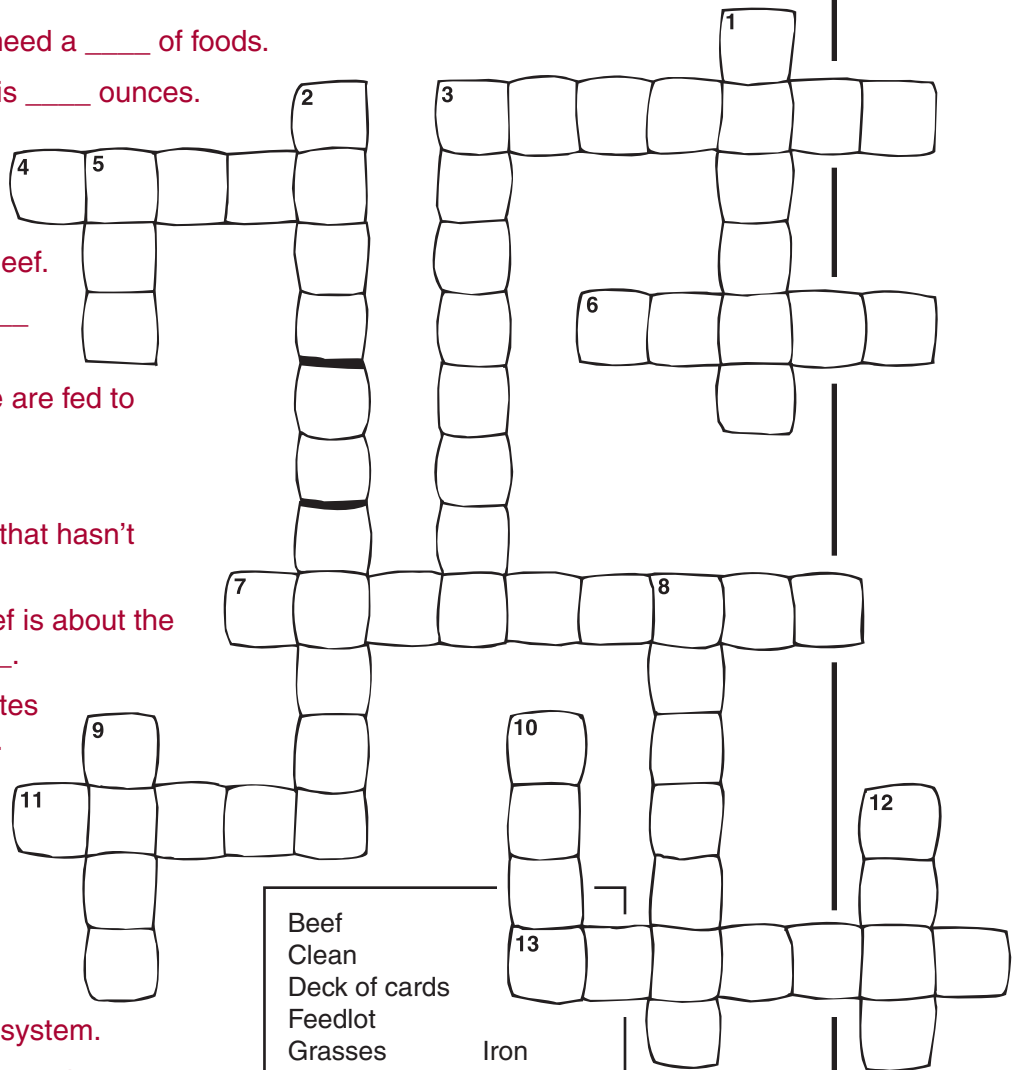 need a ____ of foods.
is ____ ounces.
eef.
__
e are fed to
that hasn't
ef is about the
_.
tes
system.
1
2
3
4
5
6
7
8
9
10
11
12
13
Beef
Clean
Deck of cards
Feedlot
Grasses Iron